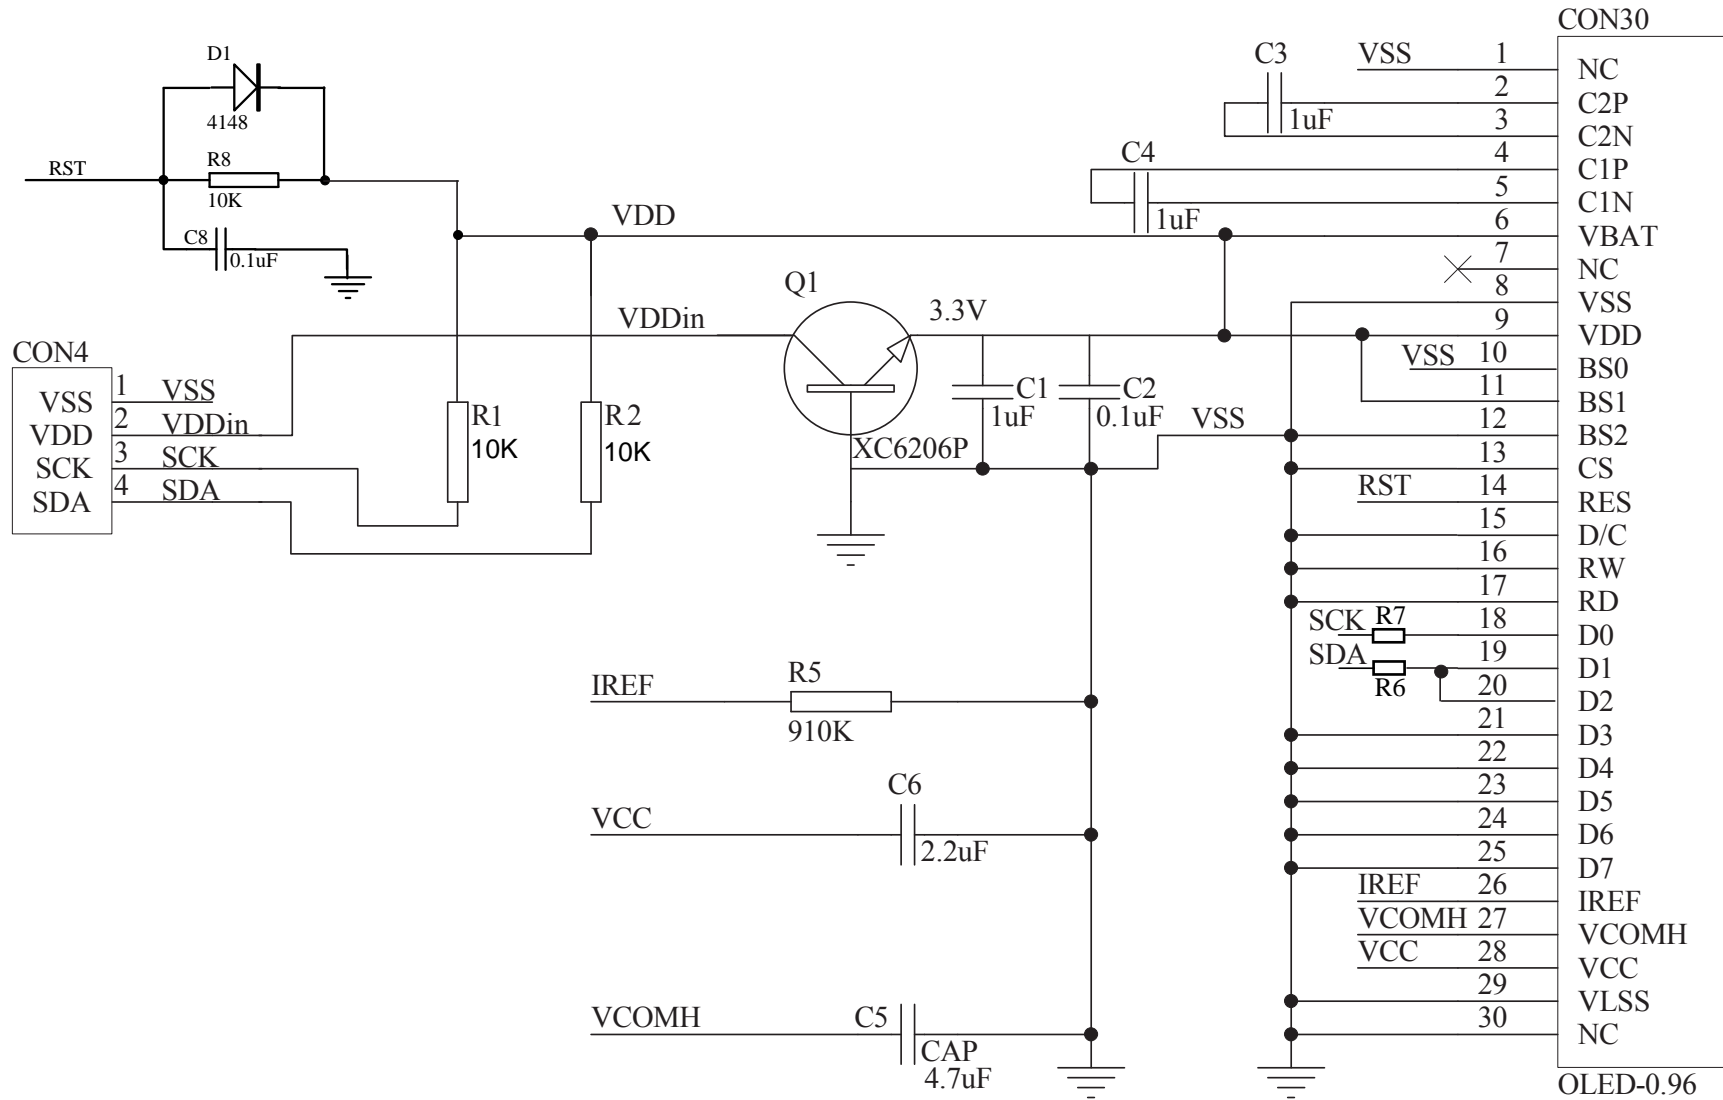 CON30
D1
4148
RST
R8
10K
C8
0.1uF
VDD
VDDin
Q1
3.3V
XC6206P
C1
1uF
C2
0.1uF
VSS
C3
1uF
C4
1uF
CON4
VSS 1 VSS
VDD 2 VDDin
SCK 3 SCK
SDA 4 SDA
R1
10K
R2
10K
IREF
R5
910K
VCC
C6
2.2uF
VCOMH
C5
CAP
4.7uF
VSS 1 NC
2 C2P
3 C2N
4 C1P
5 C1N
6 VBAT
7 NC
8 VSS
9 VDD
VSS 10 BS0
11 BS1
12 BS2
13 CS
RST 14 RES
15 D/C
16 RW
17 RD
SCK R7 18 D0
SDA R6 19 D1
20 D2
21 D3
22 D4
23 D5
24 D6
25 D7
IREF 26 IREF
VCOMH 27 VCOMH
VCC 28 VCC
29 VLSS
30 NC
OLED-0.96